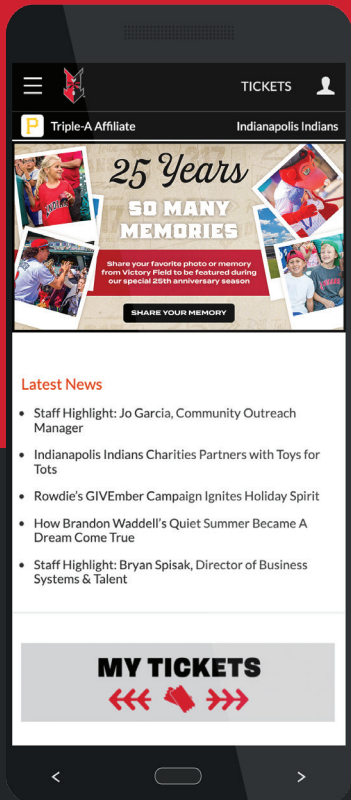 TICKETS
P Triple-A Affiliate Indianapolis Indians
25 Years
SO MANY
MEMORIES
Share your favorite photo or memory
from Victory Field to be featured during
our special 25th anniversary season
SHARE YOUR MEMORY
Latest News
• Staff Highlight: Jo Garcia, Community Outreach
Manager
• Indianapolis Indians Charities Partners with Toys for
Tots
• Rowdie's GIVEmber Campaign Ignites Holiday Spirit
• How Brandon Waddell's Quiet Summer Became A
Dream Come True
• Staff Highlight: Bryan Spisak, Director of Business
Systems & Talent
MY TICKETS